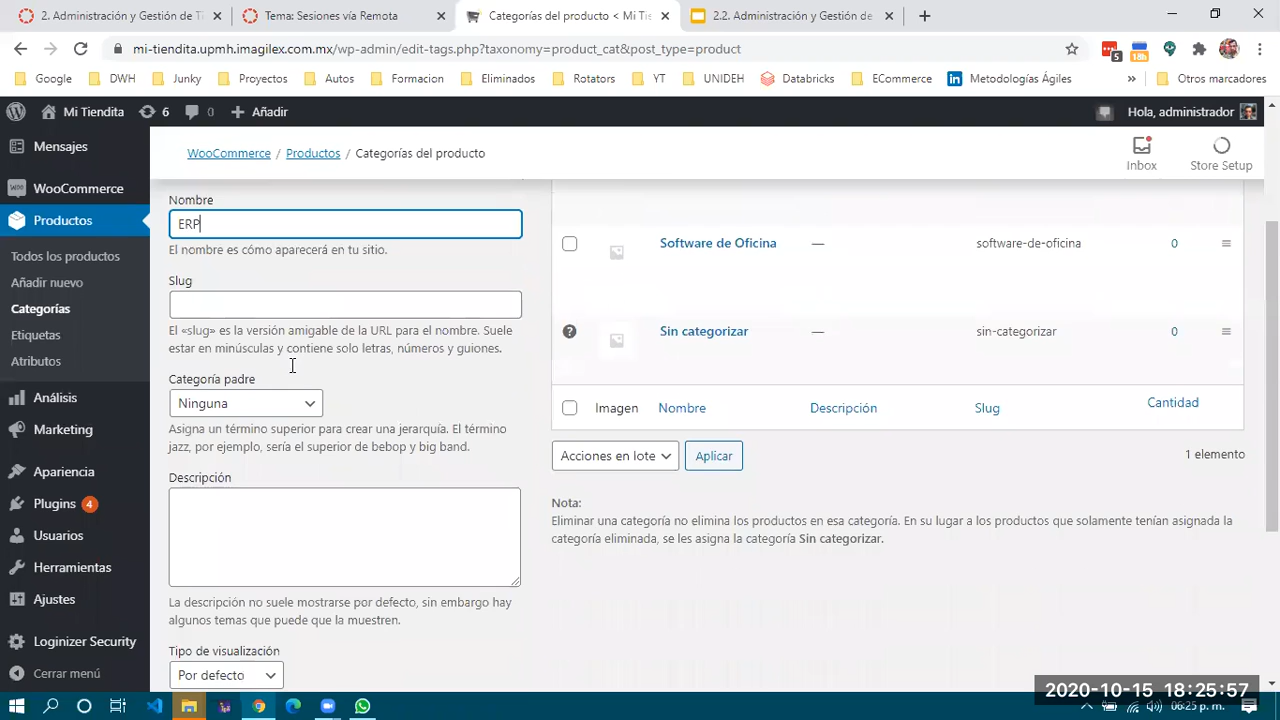 2. Administración y Gestión de Ti
Tema: Sesiones vía Remota
Categorías del producto < Mi Tie
2.2. Administración y Gestión de
mi-tiendita.upmh.imagilex.com.mx/wp-admin/edit-tags.php?taxonomy=product_cat&post_type=product
5
18h
Google
DWH
Junky
Proyectos
Autos
Formacion
Eliminados
Rotators
YT
UNIDEH
Databricks
ECommerce
Metodologías Ágiles
»
Otros marcadores
Mi Tiendita
6
0
Añadir
Hola, administrador
Mensajes
WooCommerce
Productos
Todos los productos
Añadir nuevo
Categorías
Etiquetas
Atributos
Análisis
Marketing
Apariencia
Plugins 4
Usuarios
Herramientas
Ajustes
Loginizer Security
Cerrar menú
WooCommerce / Productos / Categorías del producto
Inbox
Store Setup
Nombre
ERP
El nombre es cómo aparecerá en tu sitio.
Slug
El «slug» es la versión amigable de la URL para el nombre. Suele
estar en minúsculas y contiene solo letras, números y guiones.
Categoría padre
Ninguna
Asigna un término superior para crear una jerarquía. El término
jazz, por ejemplo, sería el superior de bebop y big band.
Descripción
La descripción no suele mostrarse por defecto, sin embargo hay
algunos temas que puede que la muestren.
Tipo de visualización
Por defecto
Software de Oficina — software-de-oficina 0
Sin categorizar — sin-categorizar 0
Imagen Nombre Descripción Slug Cantidad
Acciones en lote
Aplicar
1 elemento
Nota:
Eliminar una categoría no elimina los productos en esa categoría. En su lugar a los productos que solamente tenían asignada la
categoría eliminada, se les asigna la categoría Sin categorizar.
2020-10-15 18:25:57
06:25 p. m.